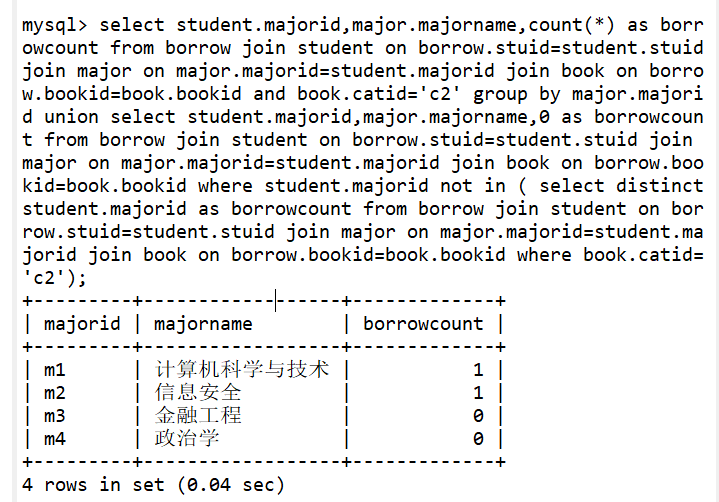 mysql> select student.majorid,major.majorname,count(*) as borr
owcount from borrow join student on borrow.stuid=student.stuid
join major on major.majorid=student.majorid join book on borro
w.bookid=book.bookid and book.catid='c2' group by major.majori
d union select student.majorid,major.majorname,0 as borrowcoun
t from borrow join student on borrow.stuid=student.stuid join
major on major.majorid=student.majorid join book on borrow.boo
kid=book.bookid where student.majorid not in ( select distinct
student.majorid as borrowcount from borrow join student on bor
row.stuid=student.stuid join major on major.majorid=student.ma
jorid join book on borrow.bookid=book.bookid where book.catid=
'c2');
+---------+------------------+-------------+
| majorid | majorname | borrowcount |
+---------+------------------+-------------+
| m1 | 计算机科学与技术 | 1 |
| m2 | 信息安全 | 1 |
| m3 | 金融工程 | 0 |
| m4 | 政治学 | 0 |
+---------+------------------+-------------+
4 rows in set (0.04 sec)